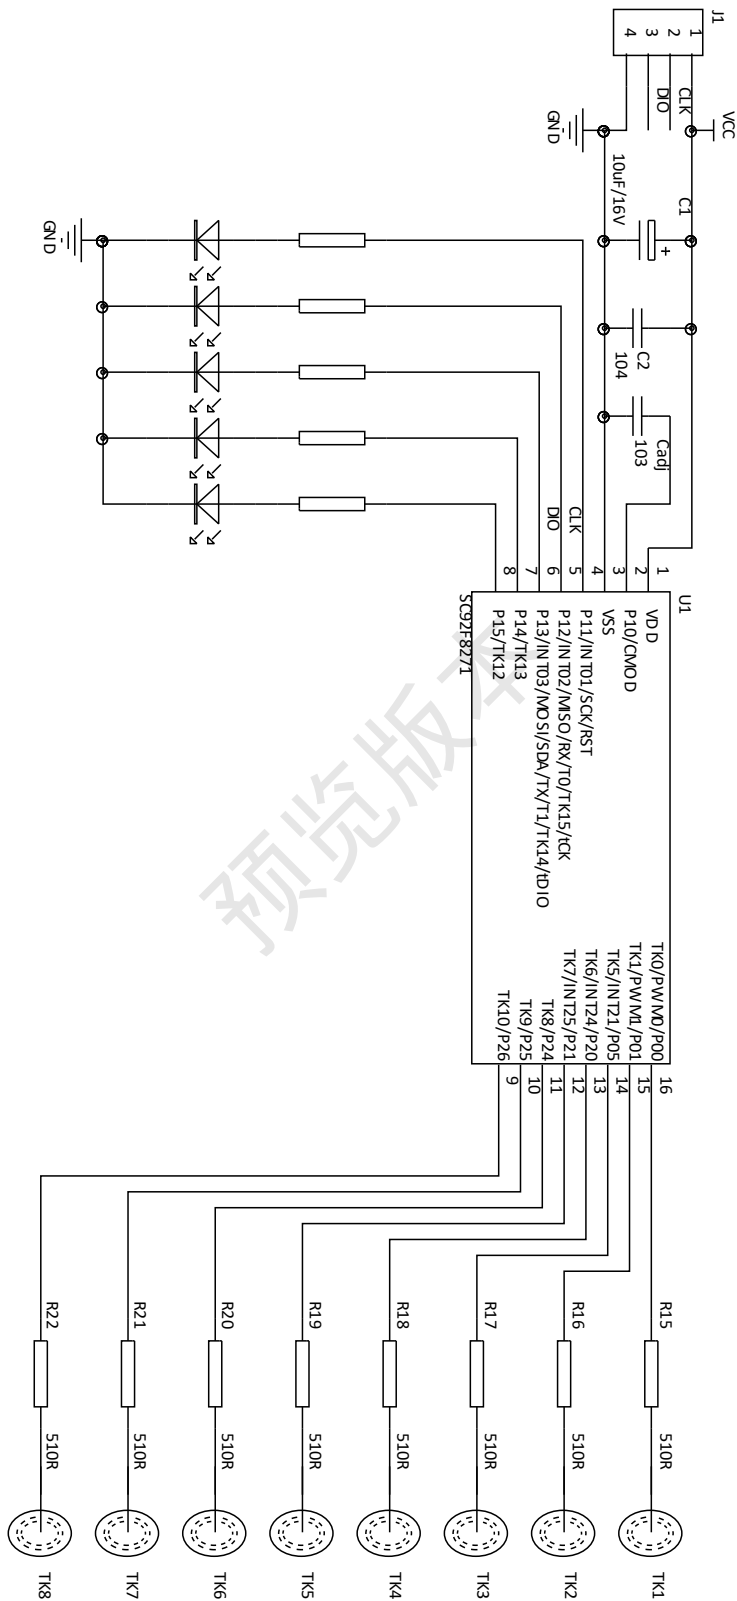 J1
1
2
3
4
CLK
DIO
VCC
GND
C1
10uF/16V
+
C2
104
Cadj
103
GND
CLK
DIO
1
2
3
4
5
6
7
8
U1
VDD
P10/CMOD
VSS
P11/INT01/SCK/RST
P12/INT02/MISO/RX/T0/TK15/tCK
P13/INT03/MOSI/SDA/TX/T1/TK14/tDIO
P14/TK13
P15/TK12
SC92F8271
TK0/PWM0/P00
TK1/PWM1/P01
TK5/INT21/P05
TK6/INT24/P20
TK7/INT25/P21
TK8/P24
TK9/P25
TK10/P26
16
15
14
13
12
11
10
9
R15
510R
TK1
R16
510R
TK2
R17
510R
TK3
R18
510R
TK4
R19
510R
TK5
R20
510R
TK6
R21
510R
TK7
R22
510R
TK8
预览版本